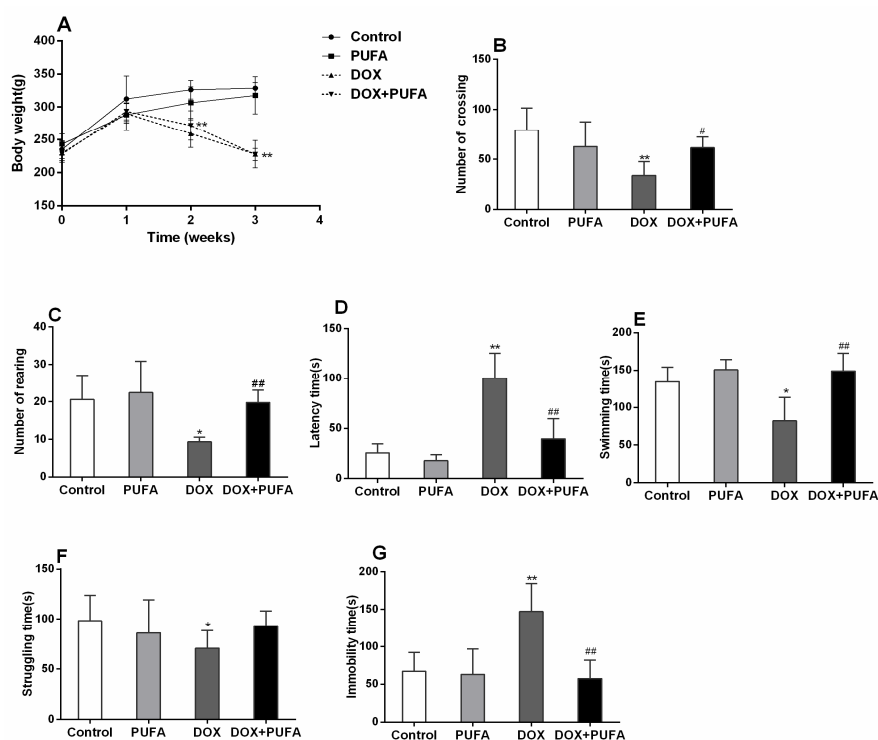 A
400
350
300
250
200
150
Body weight(g)
0 1 2 3 4
Time (weeks)
**
**
Control
PUFA
DOX
DOX+PUFA
B
150
100
50
0
Number of crossing
**
#
Control PUFA DOX DOX+PUFA
C
40
30
20
10
0
Number of rearing
*
##
Control PUFA DOX DOX+PUFA
D
150
100
50
0
Latency time(s)
**
##
Control PUFA DOX DOX+PUFA
E
200
150
100
50
0
Swimming time(s)
*
##
Control PUFA DOX DOX+PUFA
F
150
100
50
0
Struggling time(s)
*
Control PUFA DOX DOX+PUFA
G
200
150
100
50
0
Immobility time(s)
**
##
Control PUFA DOX DOX+PUFA